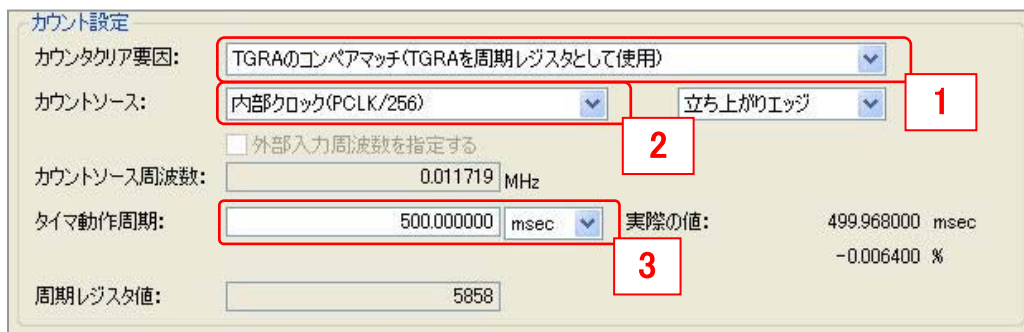 カウント設定
カウンタクリア要因: TGRAのコンペアマッチ(TGRAを周期レジスタとして使用)
1
カウントソース: 内部クロック(PCLK/256) 立ち上がりエッジ
2
外部入力周波数を指定する
カウントソース周波数: 0.011719 MHz
タイマ動作周期: 500.000000 msec 実際の値: 499.968000 msec
3
-0.006400 %
周期レジスタ値: 5858